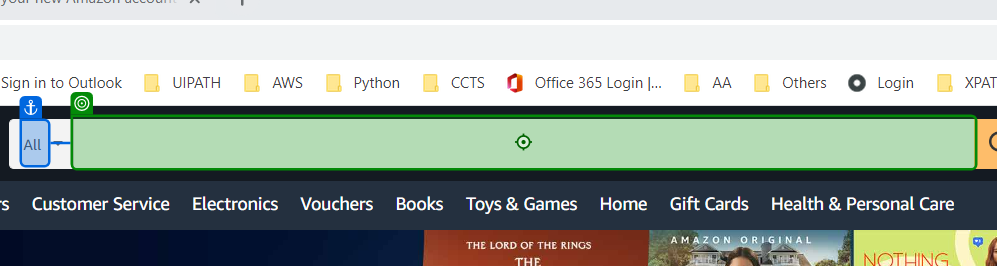 your new Amazon account
Sign in to Outlook UIPATH AWS Python CCTS Office 365 Login |... AA Others Login XPAT
All
rs Customer Service Electronics Vouchers Books Toys & Games Home Gift Cards Health & Personal Care
THE LORD OF THE RINGS
THE
AMAZON ORIGINAL
NOTHING